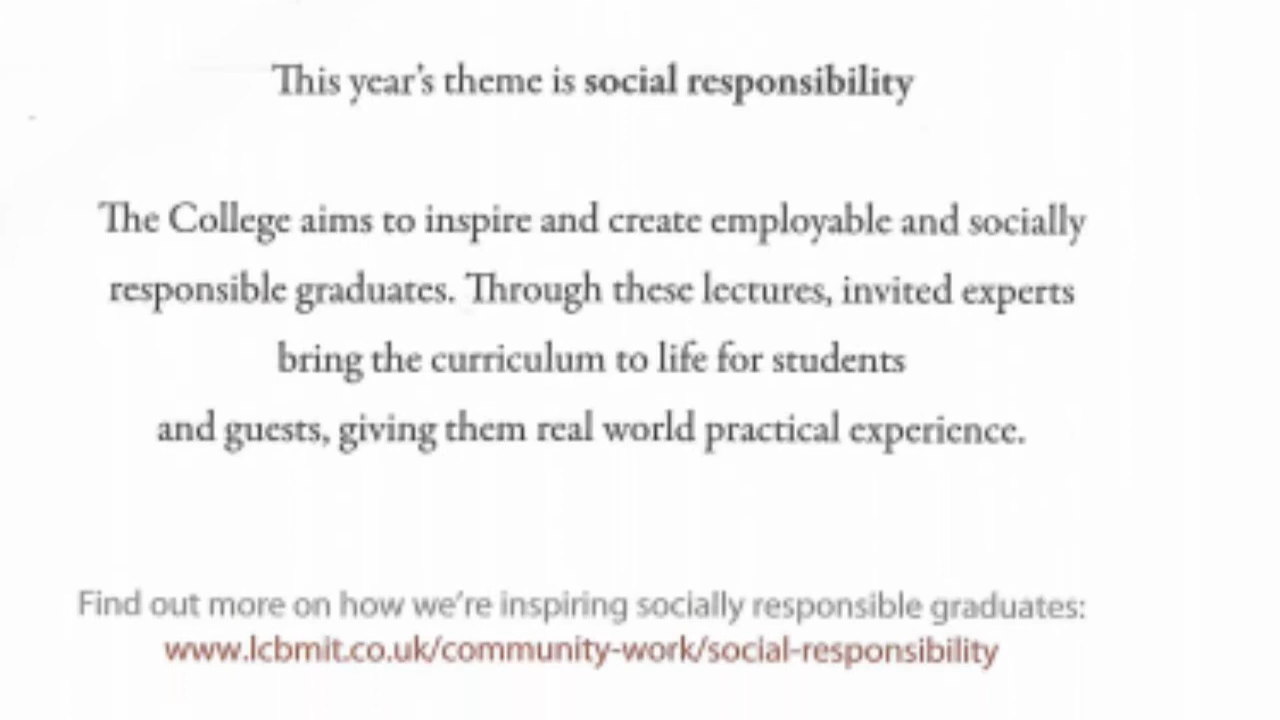 This year's theme is social responsibility
The College aims to inspire and create employable and socially
responsible graduates. Through these lectures, invited experts
bring the curriculum to life for students
and guests, giving them real world practical experience.
Find out more on how we're inspiring socially responsible graduates:
www.lcbmit.co.uk/community-work/social-responsibility